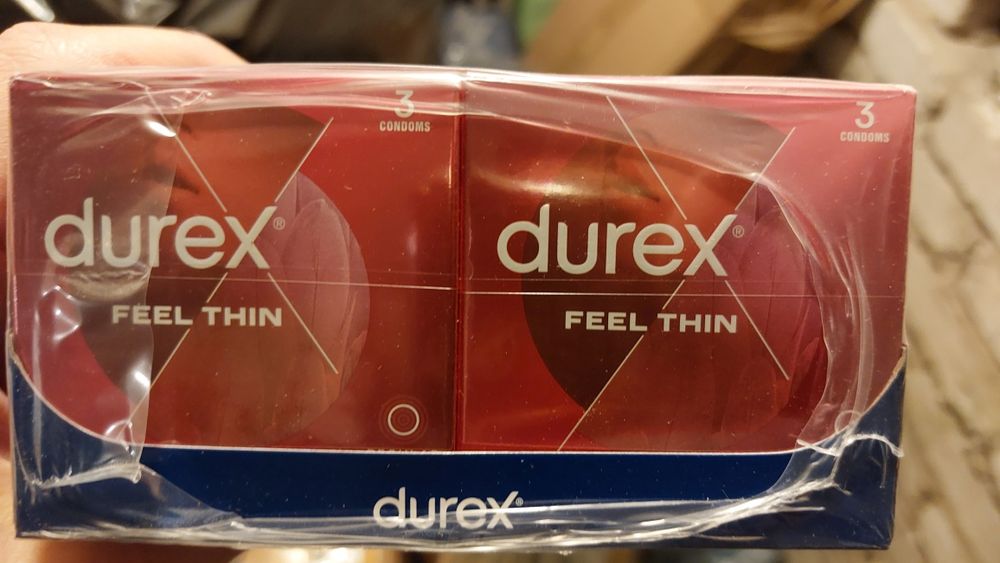 3
CONDOMS
durex®
FEEL THIN
3
CONDOMS
durex®
FEEL THIN
durex®